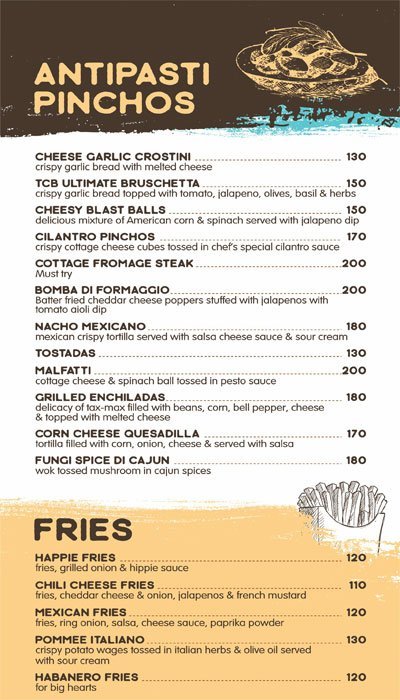 ANTIPASTI
PINCHOS
CHEESE GARLIC CROSTINI 130
crispy garlic bread with melted cheese
TCB ULTIMATE BRUSCHETTA 150
crispy garlic bread topped with tomato, jalapeno, olives, basil & herbs
CHEESY BLAST BALLS 150
delicious mixture of American corn & spinach served with jalapeno dip
CILANTRO PINCHOS 170
crispy cottage cheese cubes tossed in chef's special cilantro sauce
COTTAGE FROMAGE STEAK 200
Must try
BOMBA DI FORMAGGIO 200
Batter fried cheddar cheese poppers stuffed with jalapenos with
tomato aioli dip
NACHO MEXICANO 180
mexican crispy tortilla served with salsa cheese sauce & sour cream
TOSTADAS 130
MALFATTI 200
cottage cheese & spinach ball tossed in pesto sauce
GRILLED ENCHILADAS 180
delicacy of tax-max filled with beans, corn, bell pepper, cheese
& topped with melted cheese
CORN CHEESE QUESADILLA 170
tortilla filled with corn, onion, cheese & served with salsa
FUNGI SPICE DI CAJUN 180
wok tossed mushroom in cajun spices
FRIES
HAPPIE FRIES 120
fries, grilled onion & hippie sauce
CHILI CHEESE FRIES 110
fries, cheddar cheese & onion, jalapenos & french mustard
MEXICAN FRIES 120
fries, ring onion, salsa, cheese sauce, paprika powder
POMMEE ITALIANO 130
crispy potato wages tossed in italian herbs & olive oil served
with sour cream
HABANERO FRIES 120
for big hearts